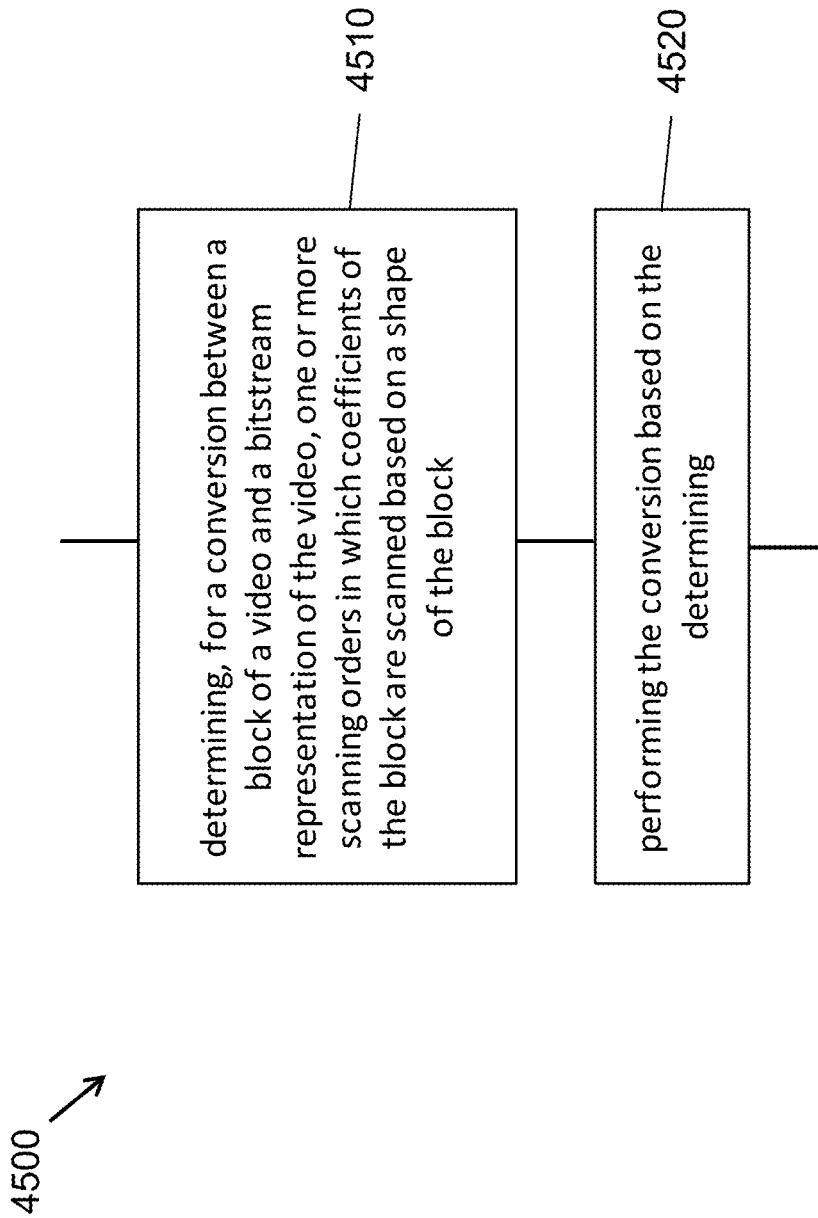 4500
determining, for a conversion between a
block of a video and a bitstream
representation of the video, one or more
scanning orders in which coefficients of
the block are scanned based on a shape
of the block
4510
performing the conversion based on the
determining
4520